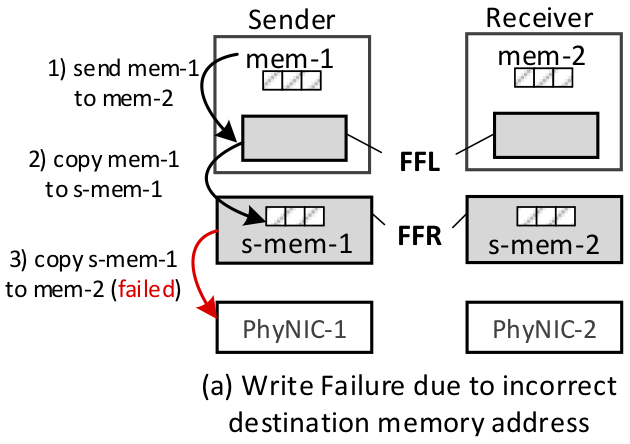 Sender
Receiver
mem-1
mem-2
1) send mem-1
to mem-2
FFL
2) copy mem-1
to s-mem-1
FFR
s-mem-1
s-mem-2
3) copy s-mem-1
to mem-2 (failed)
PhyNIC-1
PhyNIC-2
(a) Write Failure due to incorrect
destination memory address